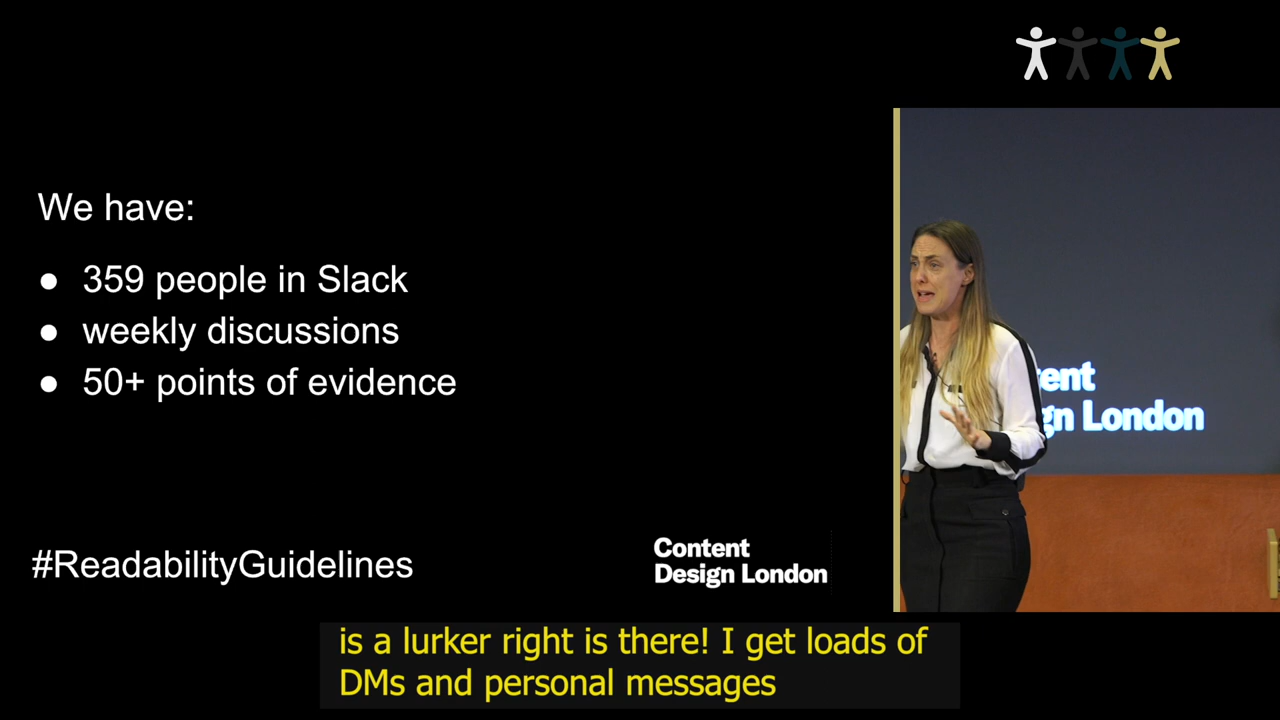 We have:
● 359 people in Slack
● weekly discussions
● 50+ points of evidence
ent
gn London
#ReadabilityGuidelines
Content
Design London
is a lurker right is there! I get loads of
DMs and personal messages